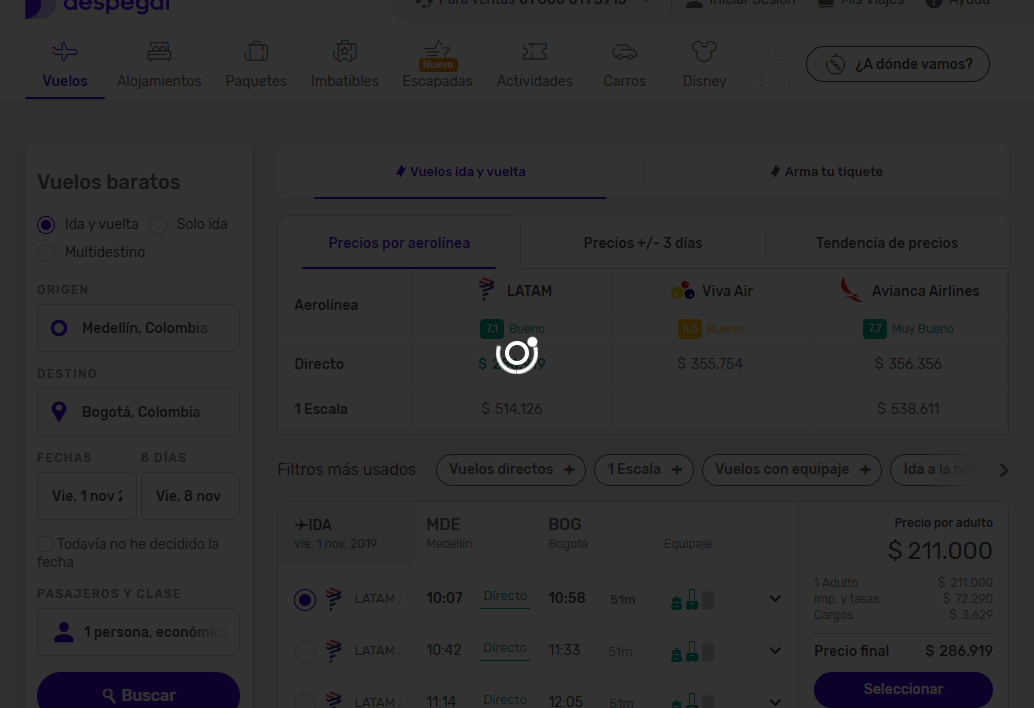 despegar
Para ventas 01 800 011 5913
Iniciar Sesión
Mis Viajes
Ayuda
Vuelos
Alojamientos
Paquetes
Imbatibles
Nuevo
Escapadas
Actividades
Carros
Disney
¿A dónde vamos?
Vuelos baratos
Ida y vuelta
Solo ida
Multidestino
ORIGEN
Medellín, Colombia
DESTINO
Bogotá, Colombia
FECHAS 8 DÍAS
Vie, 1 nov 2 Vie, 8 nov
Todavía no he decidido la
fecha
PASAJEROS Y CLASE
1 persona, económic
Buscar
Vuelos ida y vuelta
Arma tu tiquete
Precios por aerolínea
Precios +/- 3 días
Tendencia de precios
Aerolínea LATAM Viva Air Avianca Airlines
7,1 Bueno 6.5 Bueno 7,7 Muy Bueno
Directo $ $ 355.754 $ 356.356
1 Escala $ 514.126 $ 538.611
Filtros más usados
Vuelos directos +
1 Escala +
Vuelos con equipaje +
Ida a la no
IDA MDE BOG
vie. 1 nov. 2019 Medellín Bogotá Equipaje
LATAM 10:07 Directo 10:58 51m
LATAM 10:42 Directo 11:33 51m
LATAM 11:14 Directo 12:05 51m
Precio por adulto
$ 211.000
1 Adulto $ 211.000
Imp. y tasas $ 72.290
Cargos $ 3.629
Precio final $ 286.919
Seleccionar